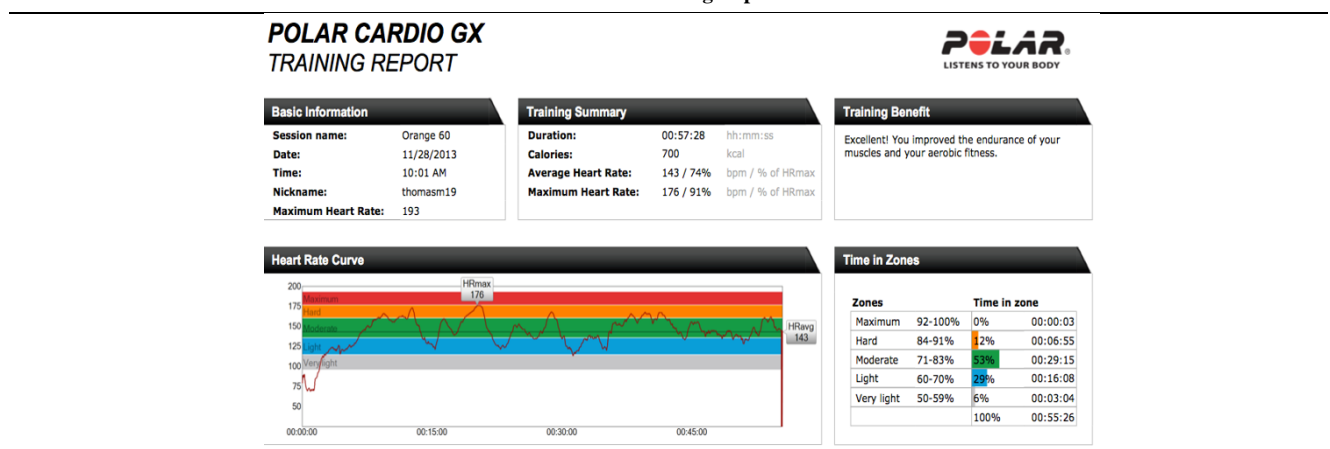 POLAR CARDIO GX
TRAINING REPORT
POLAR®
LISTENS TO YOUR BODY
Basic Information
Session name: Orange 60
Date: 11/28/2013
Time: 10:01 AM
Nickname: thomasm19
Maximum Heart Rate: 193
Training Summary
Duration: 00:57:28 hh:mm:ss
Calories: 700 kcal
Average Heart Rate: 143 / 74% bpm / % of HRmax
Maximum Heart Rate: 176 / 91% bpm / % of HRmax
Training Benefit
Excellent! You improved the endurance of your
muscles and your aerobic fitness.
Heart Rate Curve
HRmax
176
200
175
150
125
100
75
50
Maximum
Hard
Moderate
Light
Very light
HRavg
143
00:00:00 00:15:00 00:30:00 00:45:00
Time in Zones
Zones Time in zone
Maximum 92-100% 0% 00:00:03
Hard 84-91% 12% 00:06:55
Moderate 71-83% 53% 00:29:15
Light 60-70% 29% 00:16:08
Very light 50-59% 6% 00:03:04
100% 00:55:26